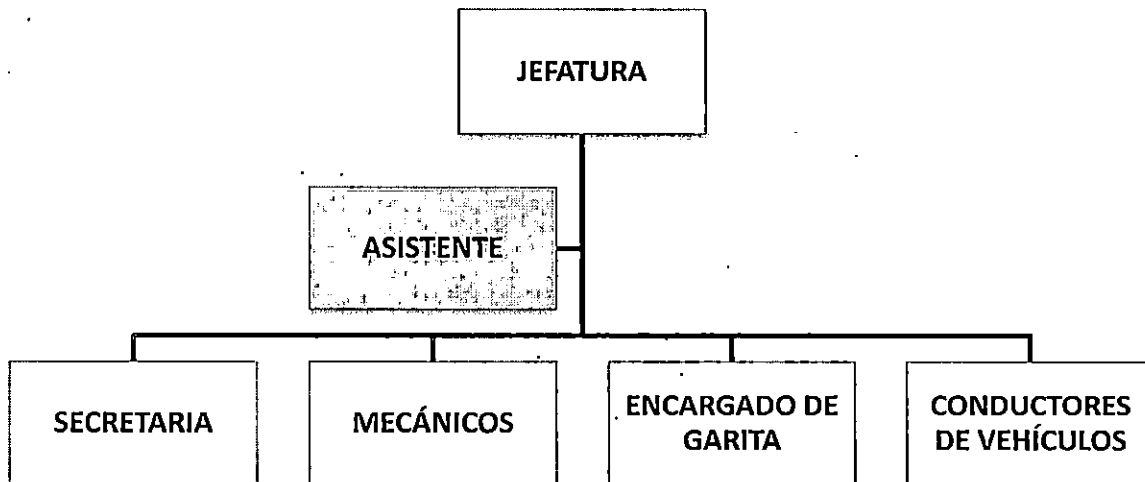 JEFATURA
ASISTENTE
SECRETARIA
MECÁNICOS
ENCARGADO DE
GARITA
CONDUCTORES
DE VEHÍCULOS